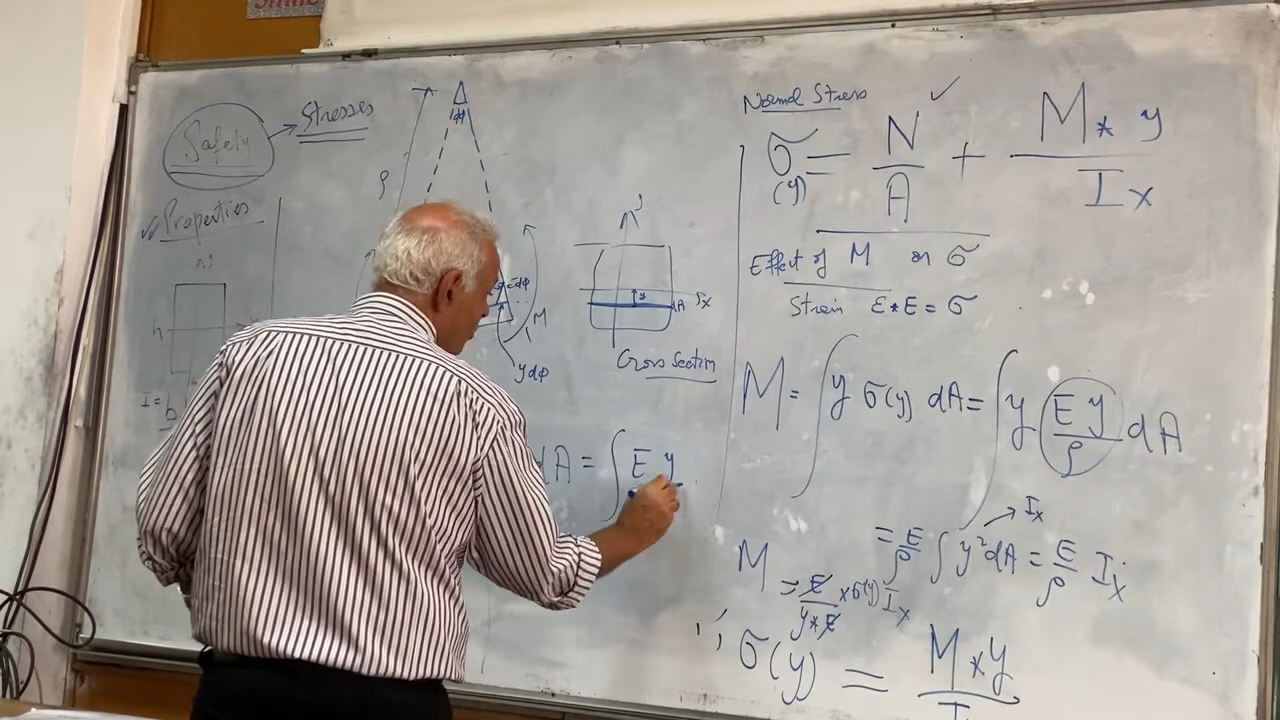 Safety
Stresses
Properties
ρ
dφ
M
y dφ
y
A
x
Cross Section
dA = ∫ E y
Normal Stress
σ(y) = N/A + M * y / Ix
Effect of M on σ
Strain ε * E = σ
M = ∫ y σ(y) dA = ∫ y E y/ρ dA
= E/ρ ∫ y² dA = E/ρ Ix
Ix
M = E/(y * E) × σ(y) Ix
∴ σ(y) = M × y / I